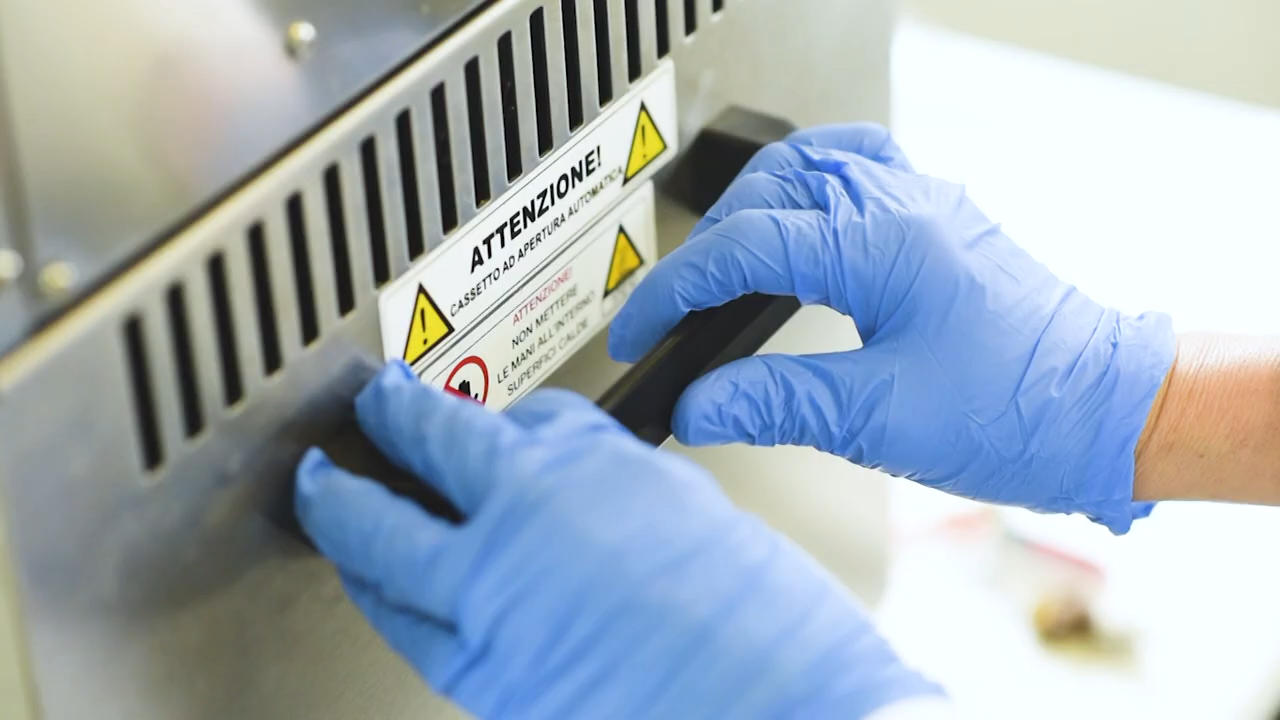 ATTENZIONE!
CASSETTO AD APERTURA AUTOMATICA
ATTENZIONE!
NON METTERE
LE MANI ALL'INTERNO
SUPERFICI CALDE